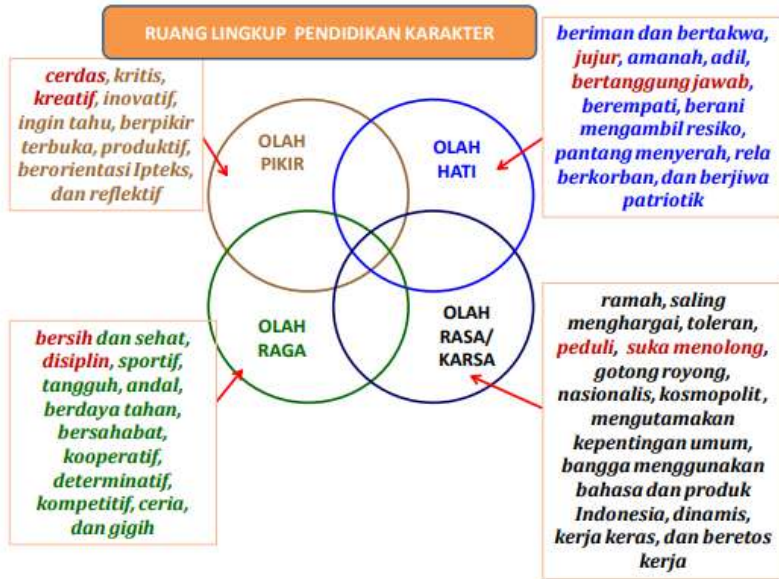 RUANG LINGKUP PENDIDIKAN KARAKTER
cerdas, kritis,
kreatif, inovatif,
ingin tahu, berpikir
terbuka, produktif,
berorientasi Ipteks,
dan reflektif
OLAH
PIKIR
OLAH
HATI
beriman dan bertakwa,
jujur, amanah, adil,
bertanggung jawab,
berempati, berani
mengambil resiko,
pantang menyerah, rela
berkorban, dan berjiwa
patriotik
bersih dan sehat,
disiplin, sportif,
tangguh, andal,
berdaya tahan,
bersahabat,
kooperatif,
determinatif,
kompetitif, ceria,
dan gigih
OLAH
RAGA
OLAH
RASA/
KARSA
ramah, saling
menghargai, toleran,
peduli, suka menolong,
gotong royong,
nasionalis, kosmopolit,
mengutamakan
kepentingan umum,
bangga menggunakan
bahasa dan produk
Indonesia, dinamis,
kerja keras, dan beretos
kerja